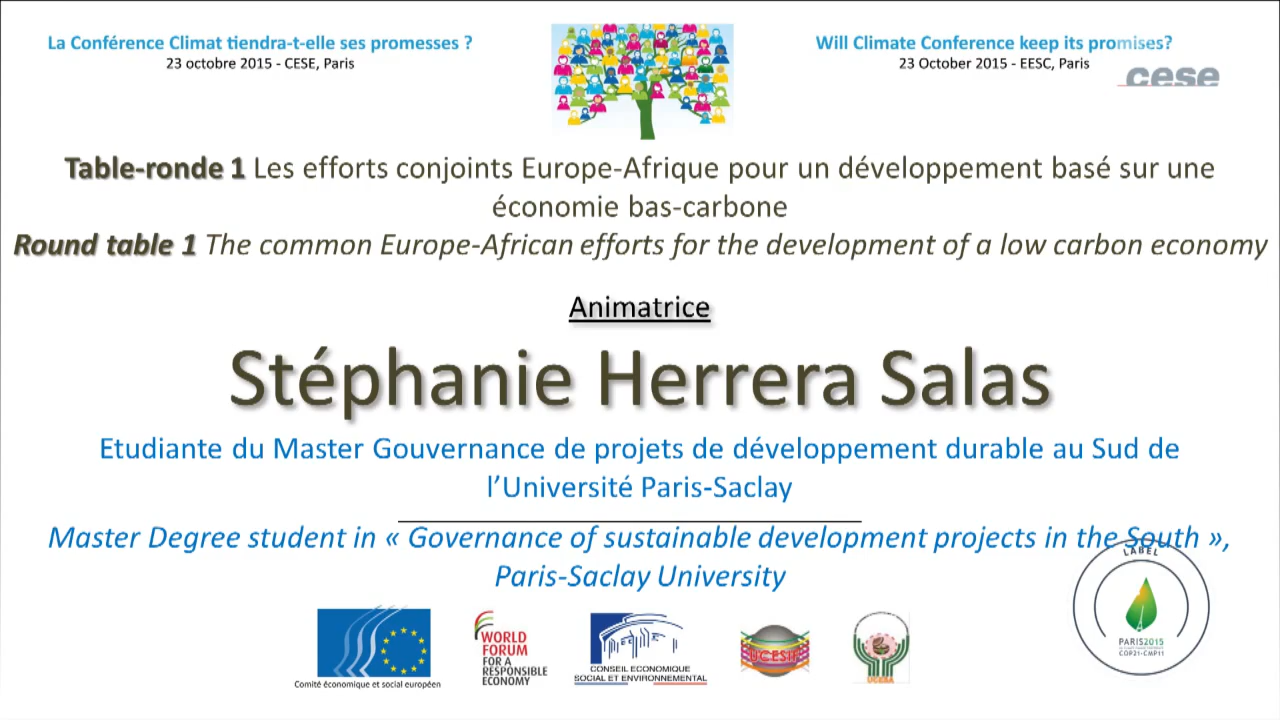 La Conférence Climat tiendra-t-elle ses promesses ?
23 octobre 2015 - CESE, Paris
Will Climate Conference keep its promises?
23 October 2015 - EESC, Paris
cese
Table-ronde 1 Les efforts conjoints Europe-Afrique pour un développement basé sur une
économie bas-carbone
Round table 1 The common Europe-African efforts for the development of a low carbon economy
Animatrice
Stéphanie Herrera Salas
Etudiante du Master Gouvernance de projets de développement durable au Sud de
l’Université Paris-Saclay
Master Degree student in « Governance of sustainable development projects in the South »,
Paris-Saclay University
LABEL
PARIS2015
COP21-CMP11
Comité économique et social européen
WORLD
FORUM
FOR A
RESPONSIBLE
ECONOMY
CONSEIL ECONOMIQUE
SOCIAL ET ENVIRONNEMENTAL
UCESIF
UCESA